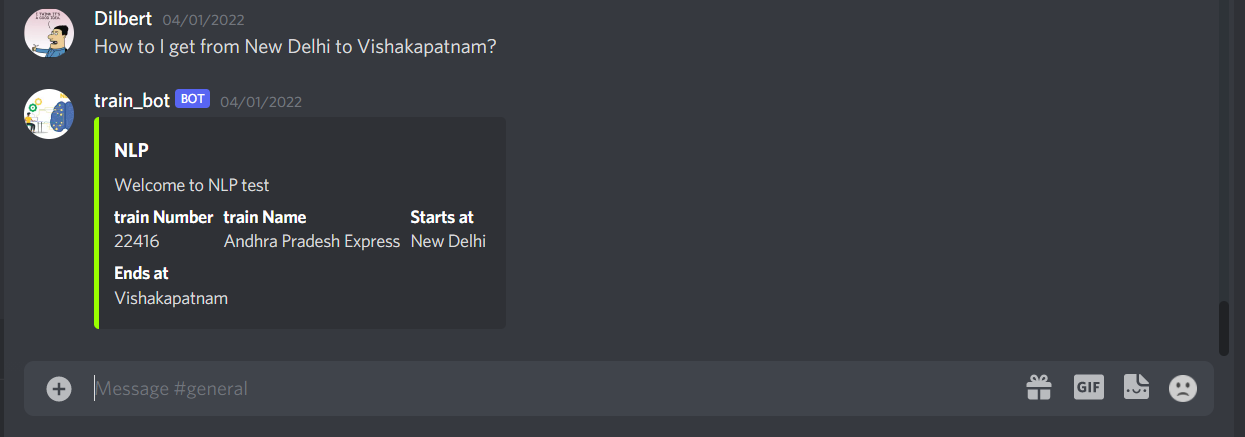 Dilbert 04/01/2022
How to I get from New Delhi to Vishakapatnam?
train_bot BOT 04/01/2022
NLP
Welcome to NLP test
train Number train Name Starts at
22416 Andhra Pradesh Express New Delhi
Ends at
Vishakapatnam
Message #general
GIF